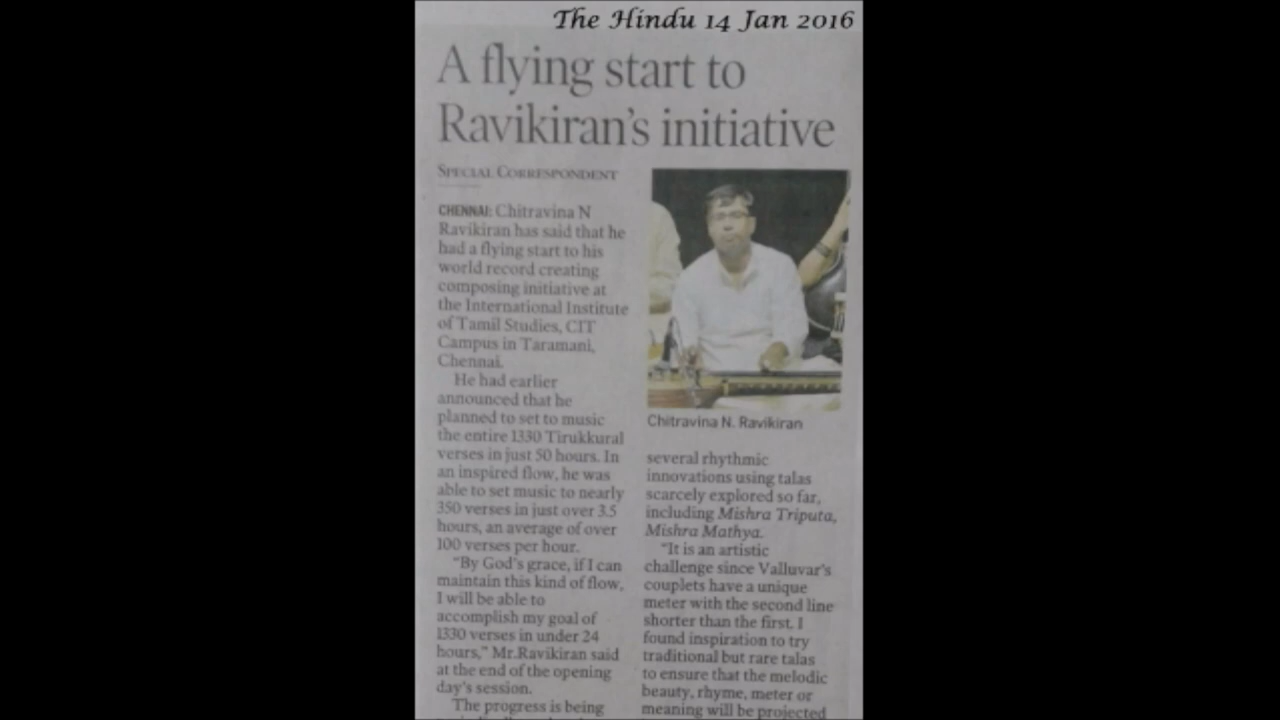 The Hindu 14 Jan 2016
A flying start to
Ravikiran's initiative
SPECIAL CORRESPONDENT
CHENNAI: Chitravina N
Ravikiran has said that he
had a flying start to his
world record creating
composing initiative at
the International Institute
of Tamil Studies, CIT
Campus in Taramani,
Chennai.
He had earlier
announced that he
planned to set to music
the entire 1330 Tirukkural
verses in just 50 hours. In
an inspired flow, he was
able to set music to nearly
350 verses in just over 3.5
hours, an average of over
100 verses per hour.
"By God's grace, if I can
maintain this kind of flow,
I will be able to
accomplish my goal of
1330 verses in under 24
hours," Mr.Ravikiran said
at the end of the opening
day's session.
The progress is being
Chitravina N. Ravikiran
several rhythmic
innovations using talas
scarcely explored so far,
including Mishra Triputa,
Mishra Mathya.
"It is an artistic
challenge since Valluvar's
couplets have a unique
meter with the second line
shorter than the first. I
found inspiration to try
traditional but rare talas
to ensure that the melodic
beauty, rhyme, meter or
meaning will be projected